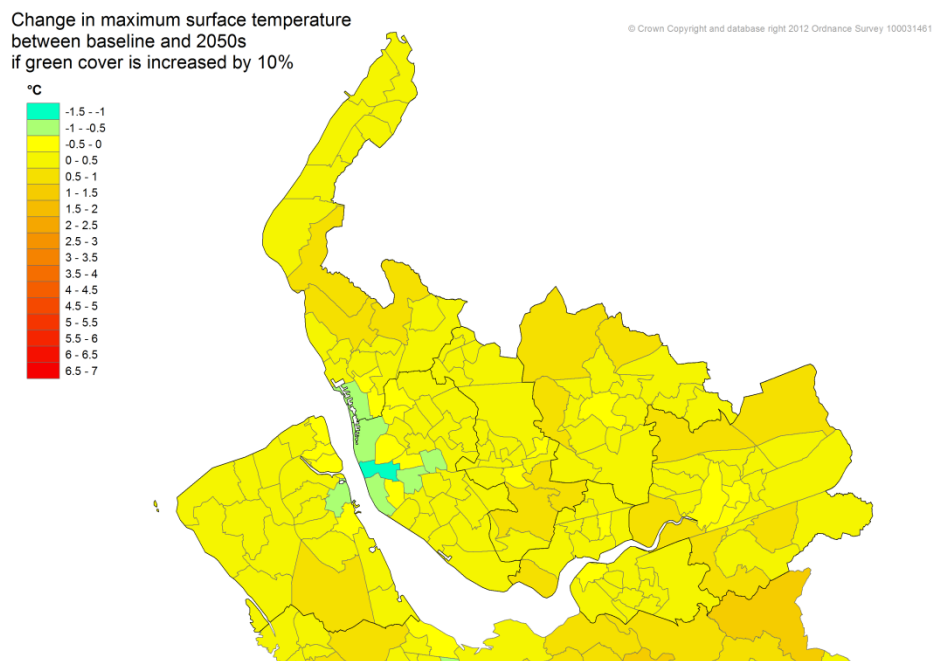 Change in maximum surface temperature
between baseline and 2050s
if green cover is increased by 10%
© Crown Copyright and database right 2012 Ordnance Survey 100031461
°C
-1.5 - -1
-1 - -0.5
-0.5 - 0
0 - 0.5
0.5 - 1
1 - 1.5
1.5 - 2
2 - 2.5
2.5 - 3
3 - 3.5
3.5 - 4
4 - 4.5
4.5 - 5
5 - 5.5
5.5 - 6
6 - 6.5
6.5 - 7